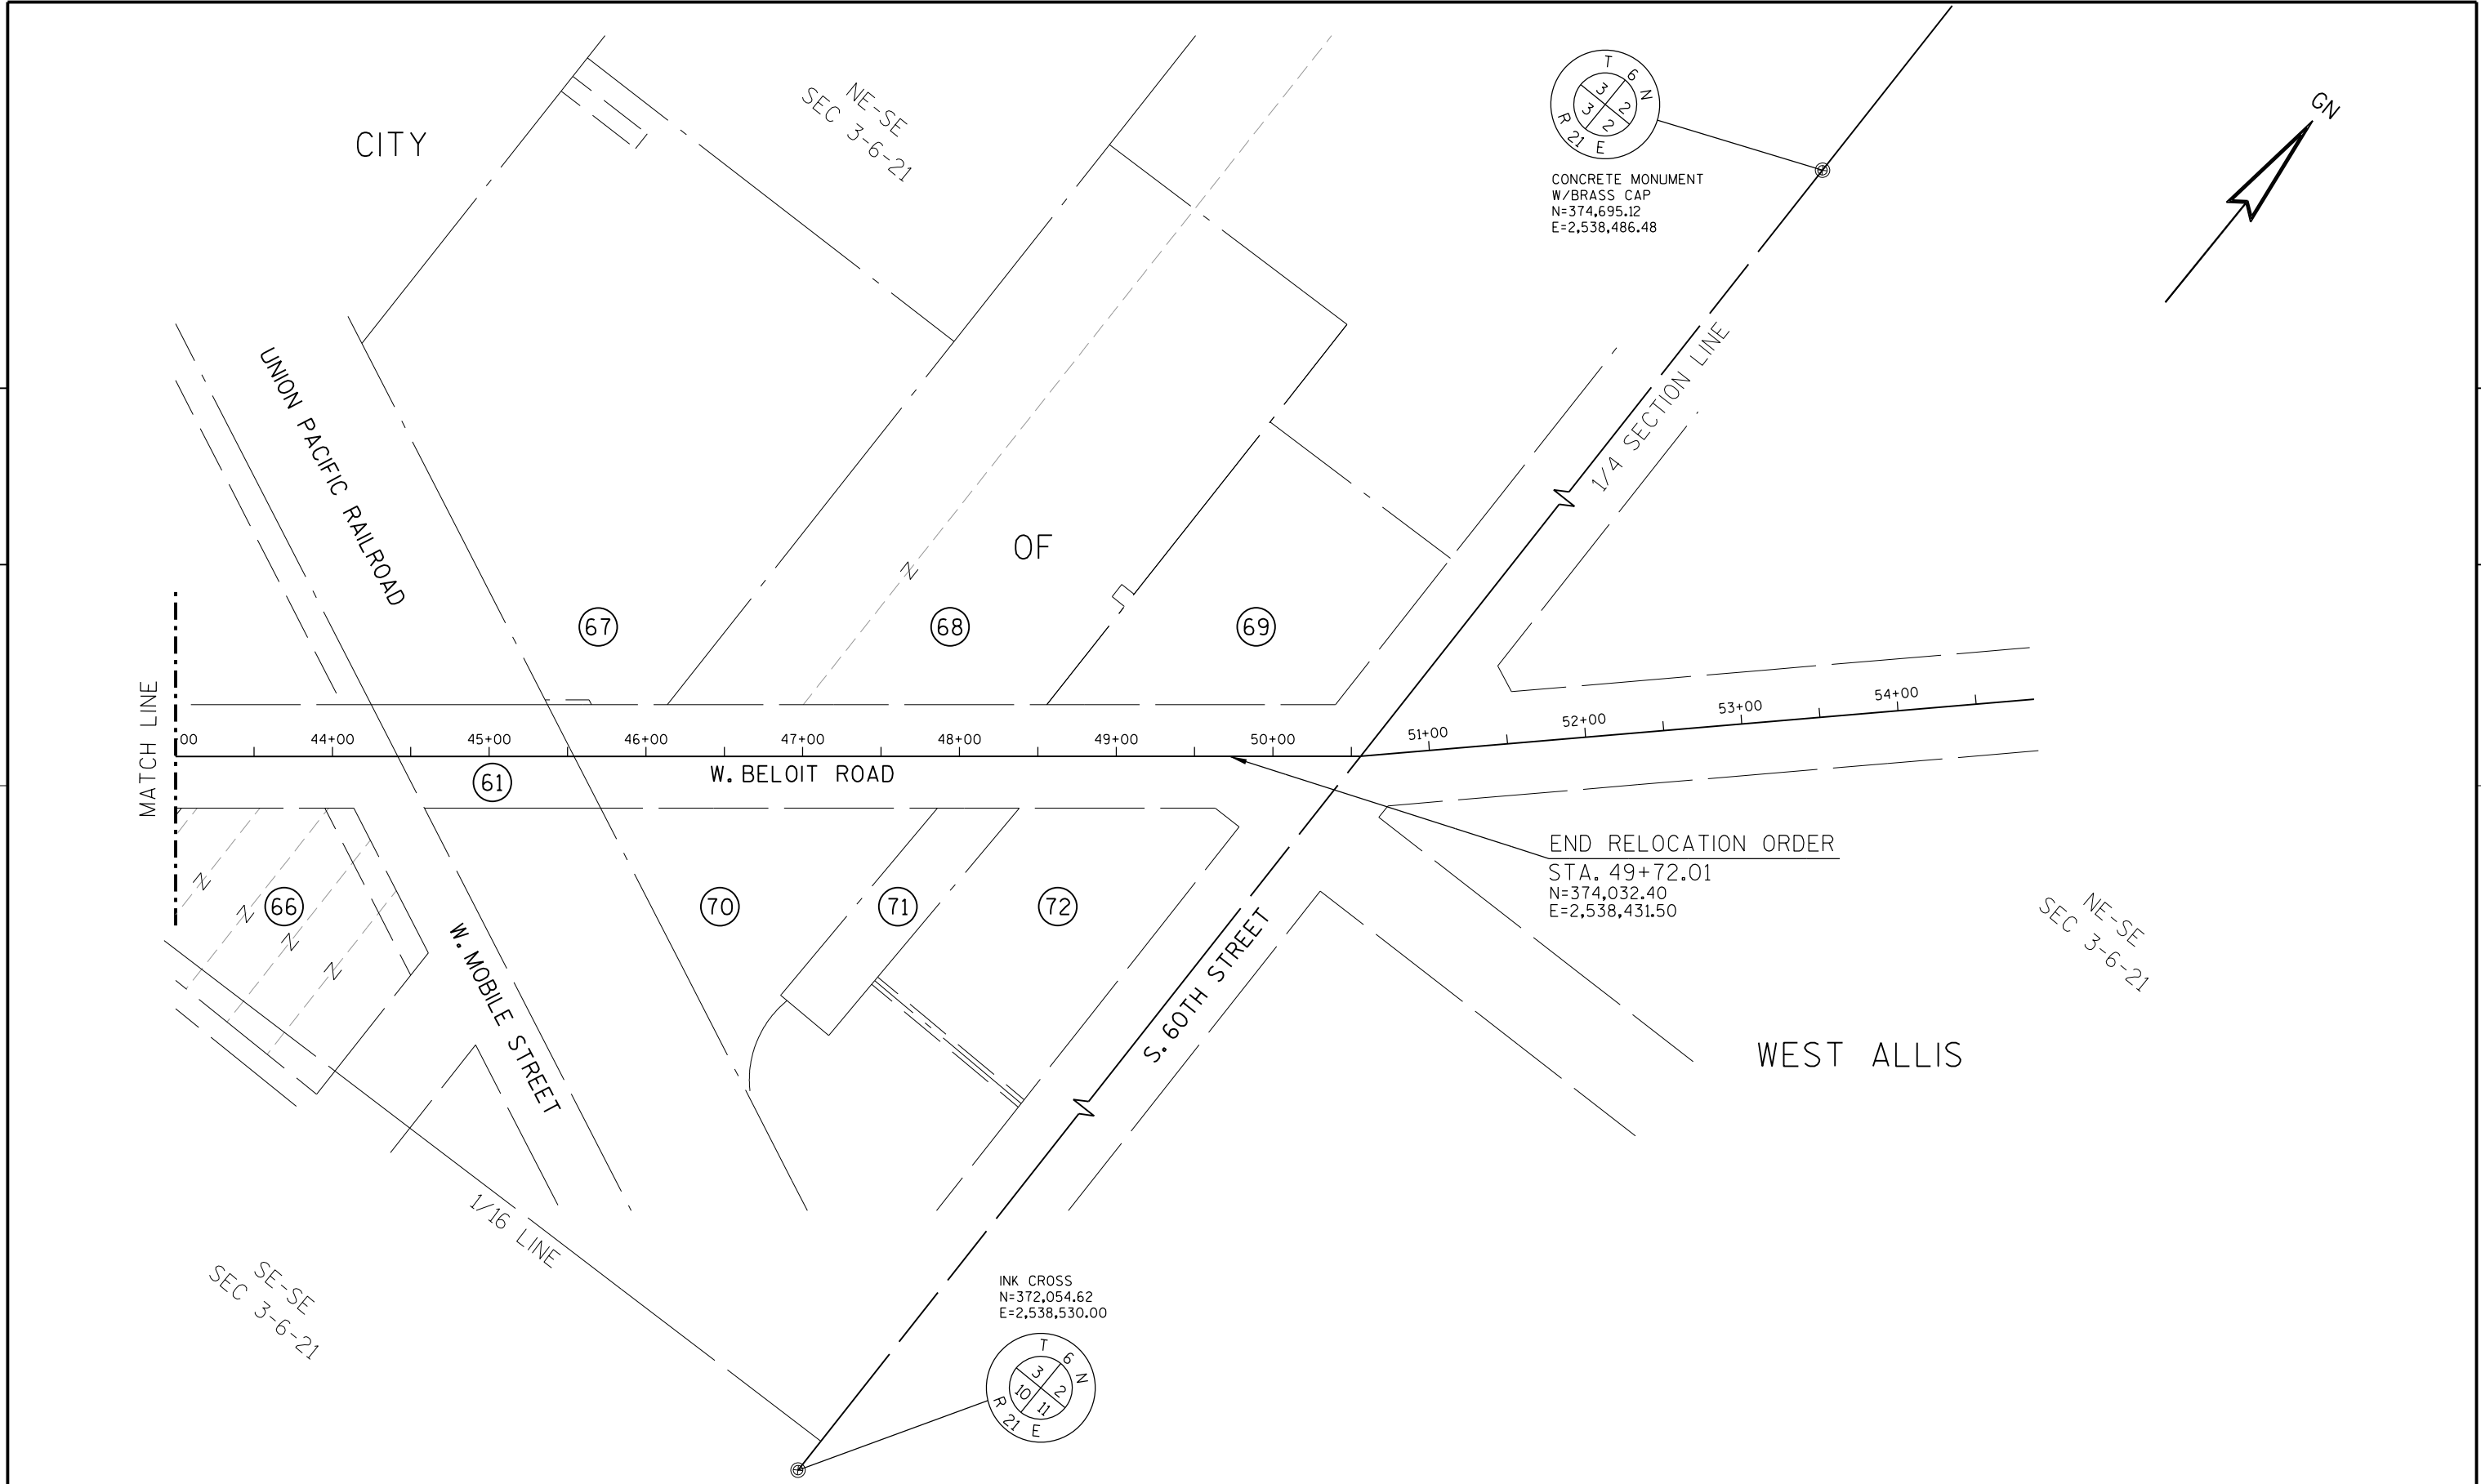 CITY
NE-SE
SEC 3-6-21
T 6 N
3 2
3 2
R 21 E
CONCRETE MONUMENT
W/BRASS CAP
N=374,695.12
E=2,538,486.48
GN
UNION PACIFIC RAILROAD
1/4 SECTION LINE
OF
Z
67
68
69
MATCH LINE
00
44+00
45+00
46+00
47+00
48+00
49+00
50+00
51+00
52+00
53+00
54+00
61
W. BELOIT ROAD
END RELOCATION ORDER
STA. 49+72.01
N=374,032.40
E=2,538,431.50
Z
Z
Z
Z
66
70
71
72
W. MOBILE STREET
S. 60TH STREET
NE-SE
SEC 3-6-21
WEST ALLIS
1/16 LINE
SE-SE
SEC 3-6-21
INK CROSS
N=372,054.62
E=2,538,530.00
T 6 N
3 2
10 11
R 21 E